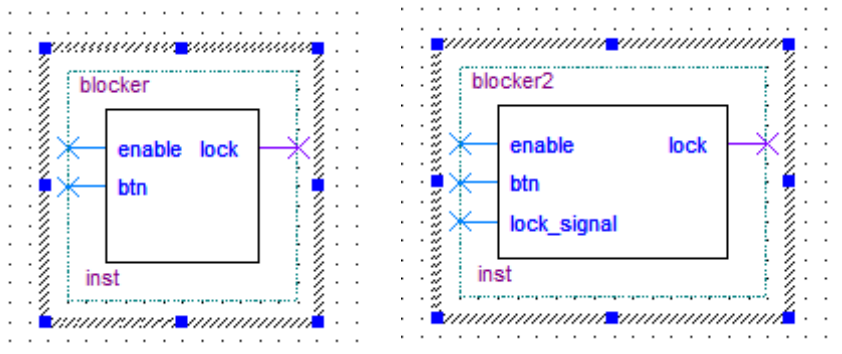 blocker
enable lock
btn
inst
blocker2
enable lock
btn
lock_signal
inst